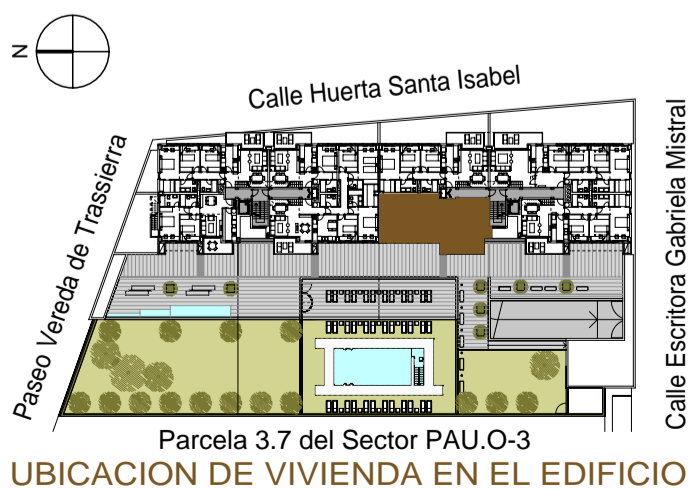 N
Calle Huerta Santa Isabel
Paseo Vereda de Trassierra
Calle Escritora Gabriela Mistral
Parcela 3.7 del Sector PAU.O-3
UBICACION DE VIVIENDA EN EL EDIFICIO